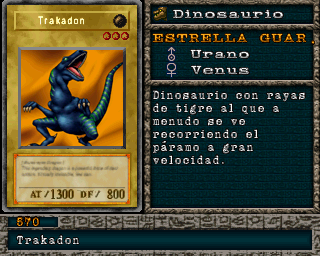 Trakadon
AT/1300 DF/ 800
Dinosaurio
ESTRELLA GUAR.
Urano
Venus
Dinosaurio con rayas
de tigre al que a
menudo se ve
recorriendo el
páramo a gran
velocidad.
570
Trakadon